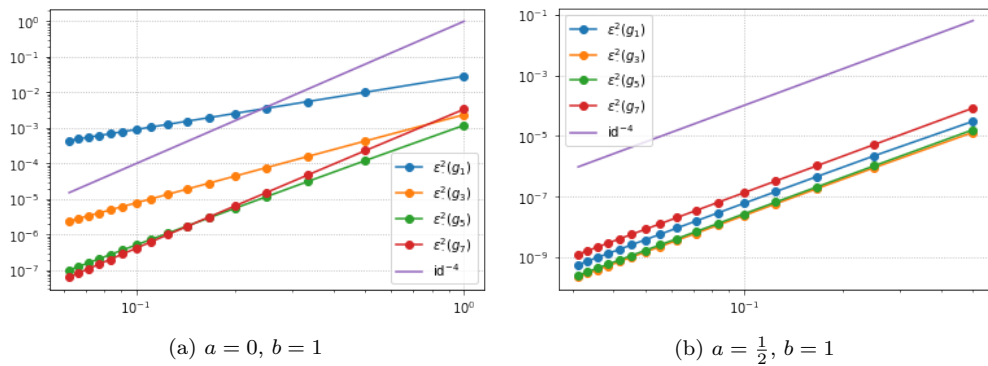 10⁰
10⁻¹
10⁻²
10⁻³
10⁻⁴
10⁻⁵
10⁻⁶
10⁻⁷
ε²(g₁)
ε²(g₃)
ε²(g₅)
ε²(g₇)
id⁻⁴
10⁻¹ 10⁰
(a) a = 0, b = 1
10⁻¹
10⁻³
10⁻⁵
10⁻⁷
10⁻⁹
ε²(g₁)
ε²(g₃)
ε²(g₅)
ε²(g₇)
id⁻⁴
10⁻¹
(b) a = ½, b = 1